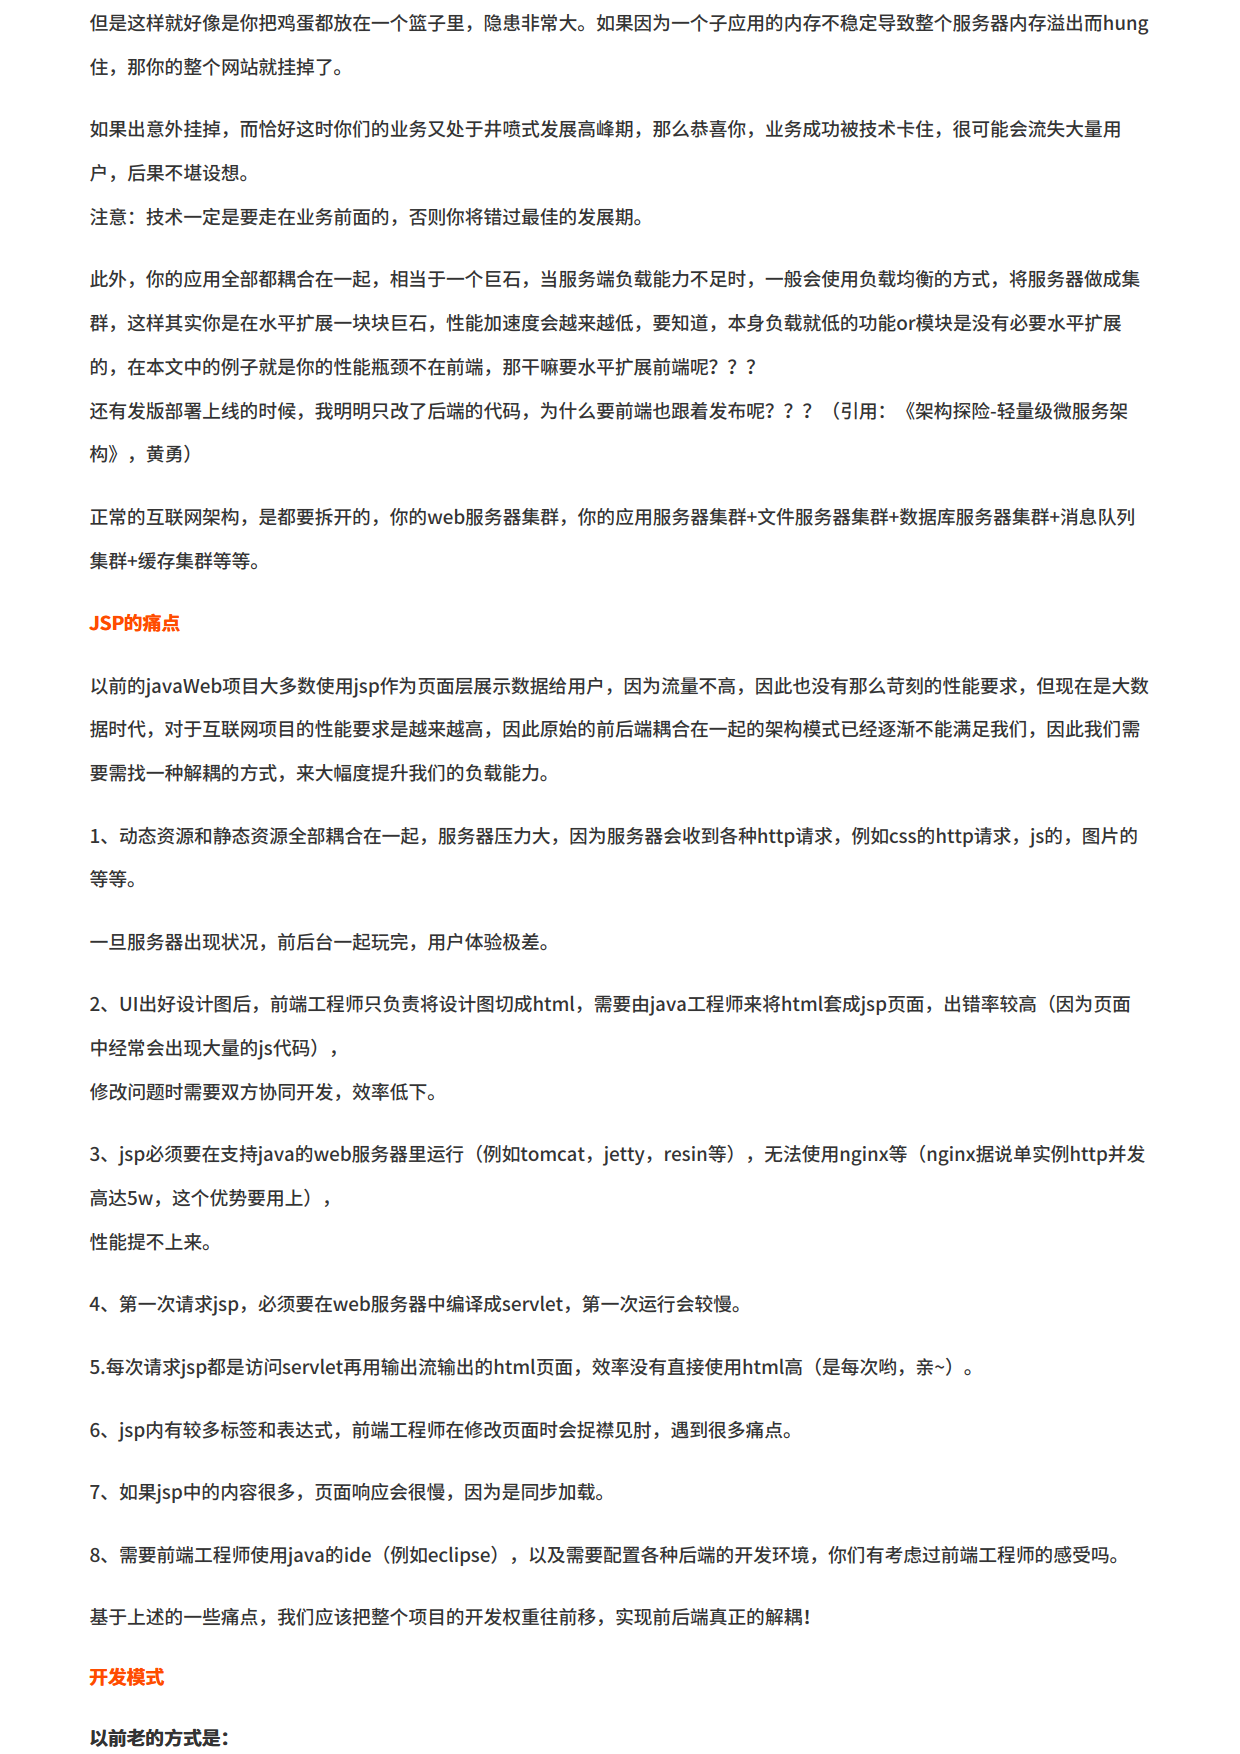 但是这样就好像是你把鸡蛋都放在一个篮子里，隐患非常大。如果因为一个子应用的内存不稳定导致整个服务器内存溢出而hung
住，那你的整个网站就挂掉了。
如果出意外挂掉，而恰好这时你们的业务又处于井喷式发展高峰期，那么恭喜你，业务成功被技术卡住，很可能会流失大量用
户，后果不堪设想。
注意：技术一定是要走在业务前面的，否则你将错过最佳的发展期。
此外，你的应用全部都耦合在一起，相当于一个巨石，当服务端负载能力不足时，一般会使用负载均衡的方式，将服务器做成集
群，这样其实你是在水平扩展一块块巨石，性能加速度会越来越低，要知道，本身负载就低的功能or模块是没有必要水平扩展
的，在本文中的例子就是你的性能瓶颈不在前端，那干嘛要水平扩展前端呢？？？
还有发版部署上线的时候，我明明只改了后端的代码，为什么要前端也跟着发布呢？？？（引用：《架构探险-轻量级微服务架
构》，黄勇）
正常的互联网架构，是都要拆开的，你的web服务器集群，你的应用服务器集群+文件服务器集群+数据库服务器集群+消息队列
集群+缓存集群等等。
JSP的痛点
以前的javaWeb项目大多数使用jsp作为页面层展示数据给用户，因为流量不高，因此也没有那么苛刻的性能要求，但现在是大数
据时代，对于互联网项目的性能要求是越来越高，因此原始的前后端耦合在一起的架构模式已经逐渐不能满足我们，因此我们需
要需找一种解耦的方式，来大幅度提升我们的负载能力。
1、动态资源和静态资源全部耦合在一起，服务器压力大，因为服务器会收到各种http请求，例如css的http请求，js的，图片的
等等。
一旦服务器出现状况，前后台一起玩完，用户体验极差。
2、UI出好设计图后，前端工程师只负责将设计图切成html，需要由java工程师来将html套成jsp页面，出错率较高（因为页面
中经常会出现大量的js代码），
修改问题时需要双方协同开发，效率低下。
3、jsp必须要在支持java的web服务器里运行（例如tomcat，jetty，resin等），无法使用nginx等（nginx据说单实例http并发
高达5w，这个优势要用上），
性能提不上来。
4、第一次请求jsp，必须要在web服务器中编译成servlet，第一次运行会较慢。
5.每次请求jsp都是访问servlet再用输出流输出的html页面，效率没有直接使用html高（是每次哟，亲~）。
6、jsp内有较多标签和表达式，前端工程师在修改页面时会捉襟见肘，遇到很多痛点。
7、如果jsp中的内容很多，页面响应会很慢，因为是同步加载。
8、需要前端工程师使用java的ide（例如eclipse），以及需要配置各种后端的开发环境，你们有考虑过前端工程师的感受吗。
基于上述的一些痛点，我们应该把整个项目的开发权重往前移，实现前后端真正的解耦！
开发模式
以前老的方式是：